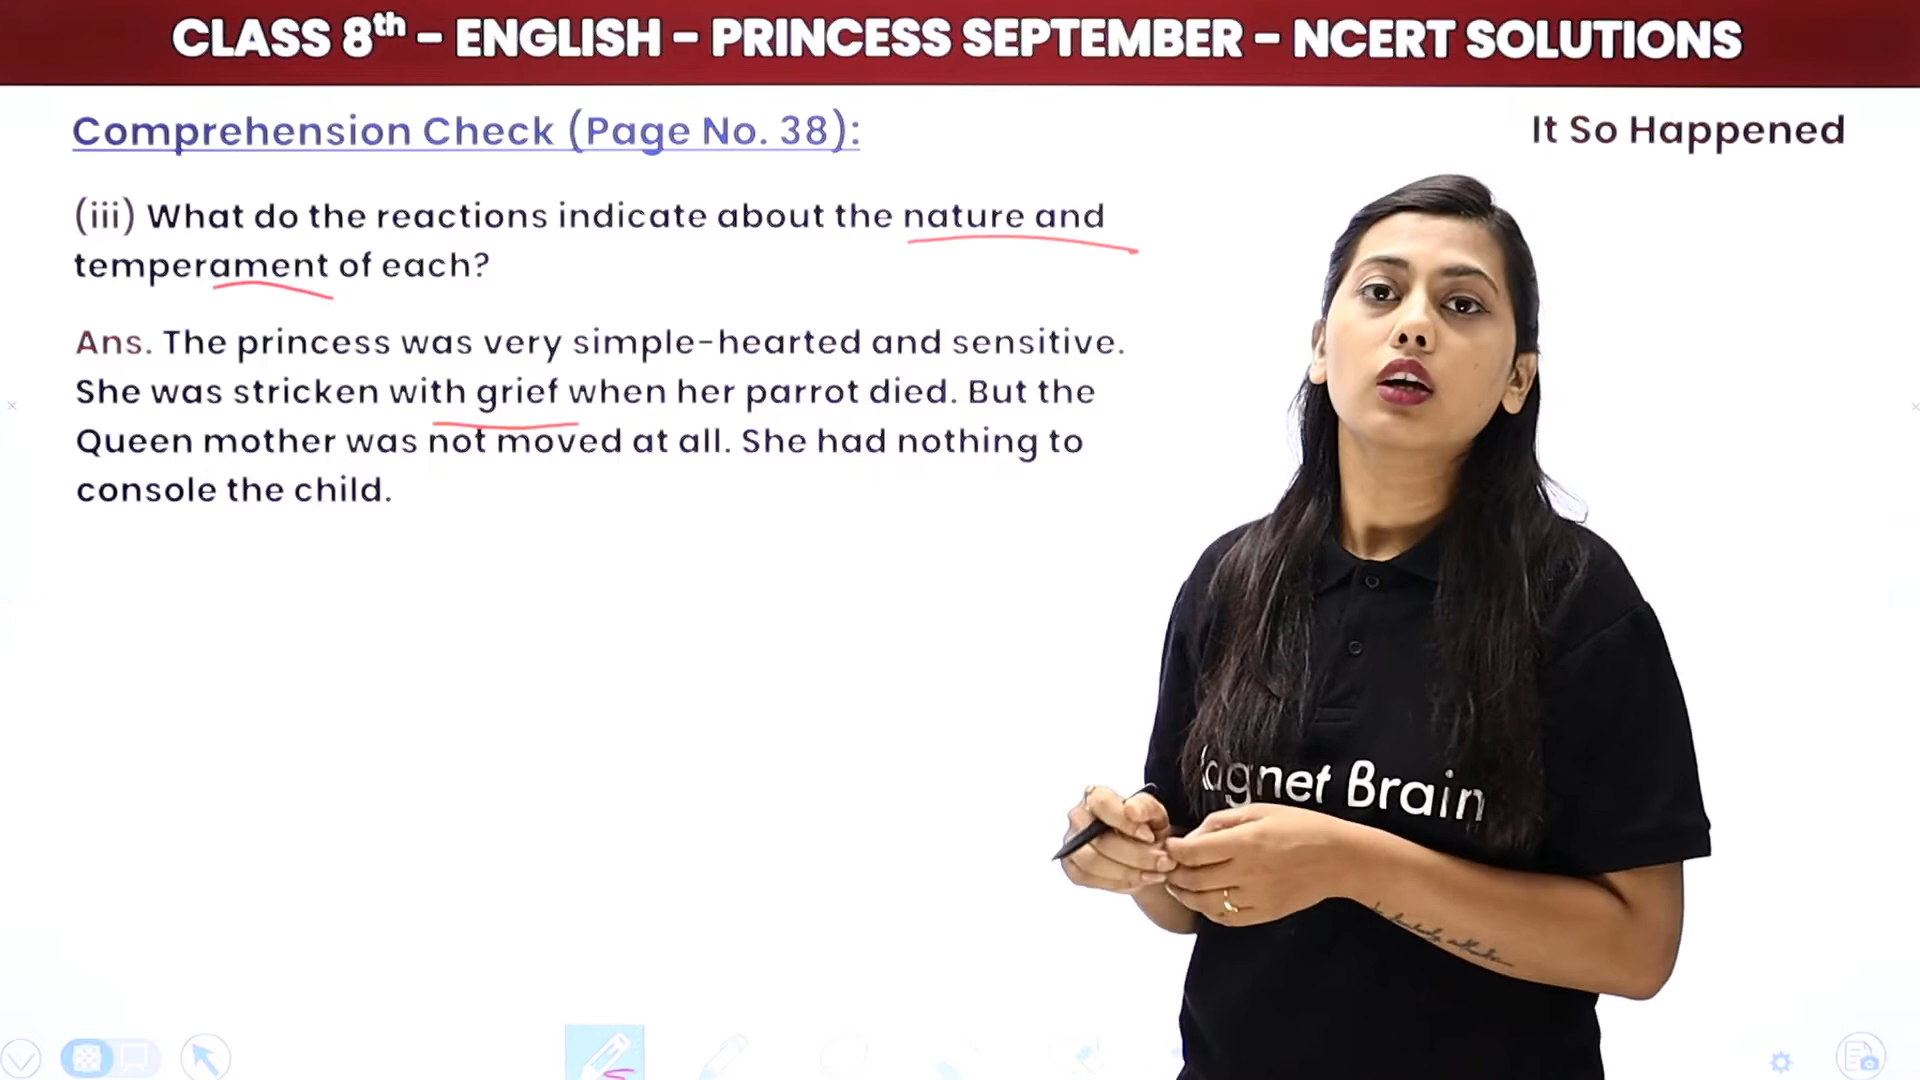 CLASS 8th - ENGLISH - PRINCESS SEPTEMBER - NCERT SOLUTIONS
Comprehension Check (Page No. 38):
It So Happened
(iii) What do the reactions indicate about the nature and
temperament of each?
Ans. The princess was very simple-hearted and sensitive.
She was stricken with grief when her parrot died. But the
Queen mother was not moved at all. She had nothing to
console the child.
agnet Brain